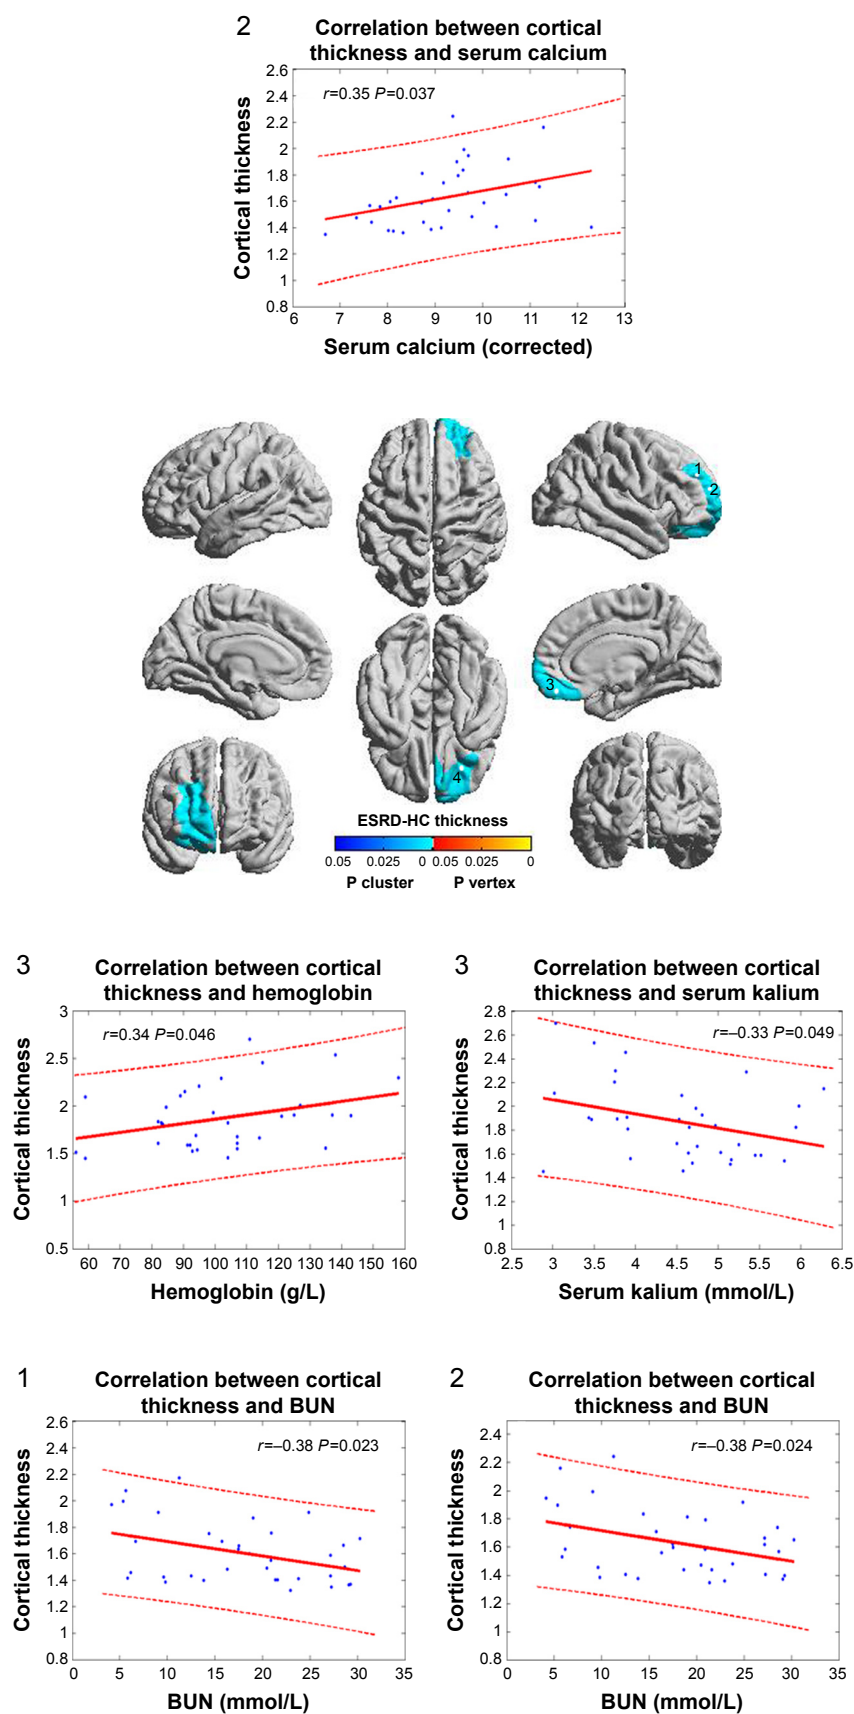 2
Correlation between cortical
thickness and serum calcium
r=0.35 P=0.037
Cortical thickness
2.6
2.4
2.2
2
1.8
1.6
1.4
1.2
1
0.8
6 7 8 9 10 11 12 13
Serum calcium (corrected)
1
2
3
4
ESRD-HC thickness
0.05 0.025 0 0.05 0.025 0
P cluster P vertex
3
Correlation between cortical
thickness and hemoglobin
r=0.34 P=0.046
Cortical thickness
3
2.5
2
1.5
1
0.5
60 70 80 90 100 110 120 130 140 150 160
Hemoglobin (g/L)
3
Correlation between cortical
thickness and serum kalium
r=–0.33 P=0.049
Cortical thickness
2.8
2.6
2.4
2.2
2
1.8
1.6
1.4
1.2
1
0.8
2.5 3 3.5 4 4.5 5 5.5 6 6.5
Serum kalium (mmol/L)
1
Correlation between cortical
thickness and BUN
r=–0.38 P=0.023
Cortical thickness
2.6
2.4
2.2
2
1.8
1.6
1.4
1.2
1
0.8
0 5 10 15 20 25 30 35
BUN (mmol/L)
2
Correlation between cortical
thickness and BUN
r=–0.38 P=0.024
Cortical thickness
2.4
2.2
2
1.8
1.6
1.4
1.2
1
0.8
0 5 10 15 20 25 30 35
BUN (mmol/L)